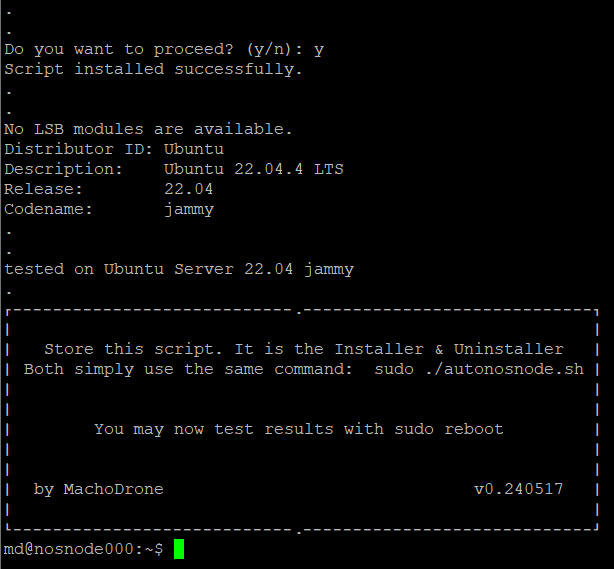 .
.
Do you want to proceed? (y/n): y
Script installed successfully.
.
.
No LSB modules are available.
Distributor ID: Ubuntu
Description:    Ubuntu 22.04.4 LTS
Release:        22.04
Codename:       jammy
.
.
tested on Ubuntu Server 22.04 jammy
.
┌----------------------------.-----------------------------┐
|                                                          |
|   Store this script. It is the Installer & Uninstaller   |
| Both simply use the same command:  sudo ./autonosnode.sh |
|                                                          |
|                                                          |
|        You may now test results with sudo reboot         |
|                                                          |
|                                                          |
|  by MachoDrone                               v0.240517   |
|                                                          |
└----------------------------.-----------------------------┘
md@nosnode000:~$